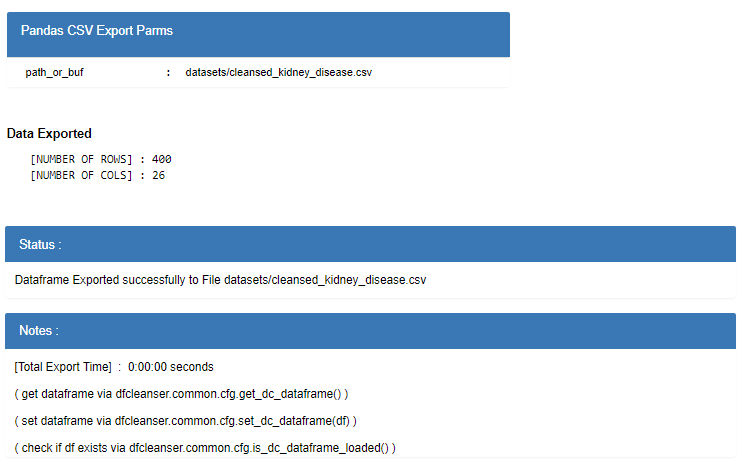 Pandas CSV Export Parms
path_or_buf : datasets/cleansed_kidney_disease.csv
Data Exported
[NUMBER OF ROWS] : 400
[NUMBER OF COLS] : 26
Status :
Dataframe Exported successfully to File datasets/cleansed_kidney_disease.csv
Notes :
[Total Export Time] : 0:00:00 seconds
( get dataframe via dfcleanser.common.cfg.get_dc_dataframe() )
( set dataframe via dfcleanser.common.cfg.set_dc_dataframe(df) )
( check if df exists via dfcleanser.common.cfg.is_dc_dataframe_loaded() )